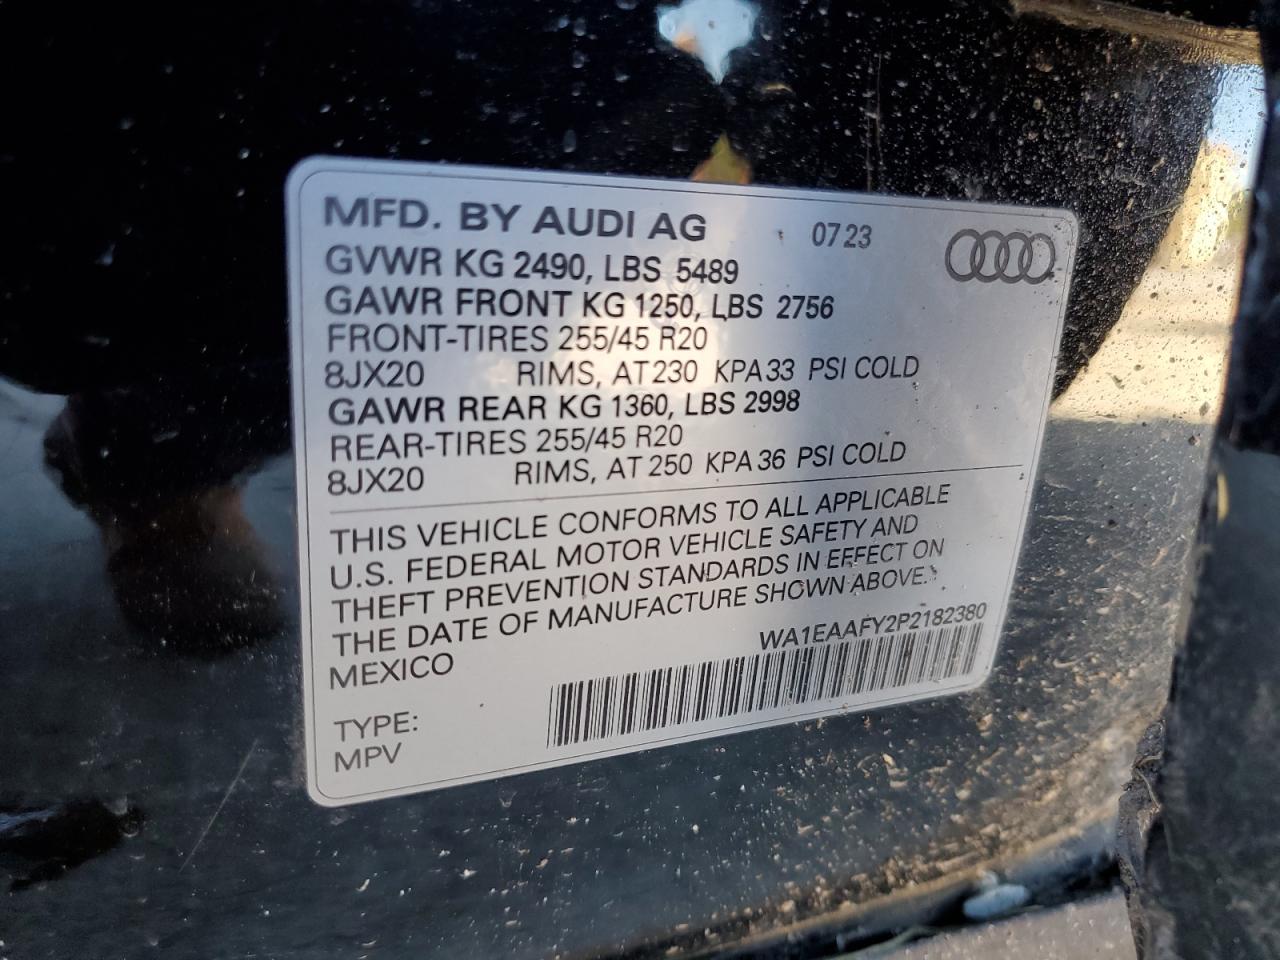 MFD. BY AUDI AG 07 23
GVWR KG 2490, LBS 5489
GAWR FRONT KG 1250, LBS 2756
FRONT-TIRES 255/45 R20
8JX20 RIMS, AT 230 KPA 33 PSI COLD
GAWR REAR KG 1360, LBS 2998
REAR-TIRES 255/45 R20
8JX20 RIMS, AT 250 KPA 36 PSI COLD
THIS VEHICLE CONFORMS TO ALL APPLICABLE
U.S. FEDERAL MOTOR VEHICLE SAFETY AND
THEFT PREVENTION STANDARDS IN EFFECT ON
THE DATE OF MANUFACTURE SHOWN ABOVE.
MEXICO
WA1EAAFY2P2182380
TYPE:
MPV